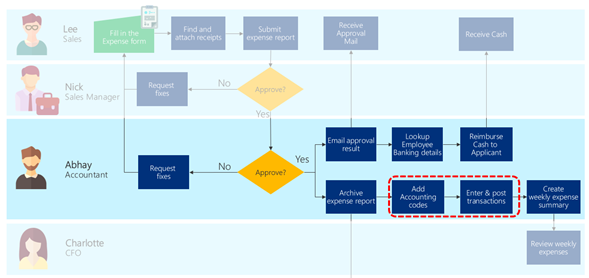 Lee
Sales
Fill in the
Expense form
Find and
attach receipts
Submit
expense report
Receive
Approval
Mail
Receive Cash
Nick
Sales Manager
Request
fixes
No
Approve?
Yes
Abhay
Accountant
Request
fixes
No
Approve?
Yes
Email approval
result
Lookup
Employee
Banking details
Reimburse
Cash to
Applicant
Archive
expense report
Add
Accounting
codes
Enter & post
transactions
Create
weekly expense
summary
Charlotte
CFO
Review weekly
expenses